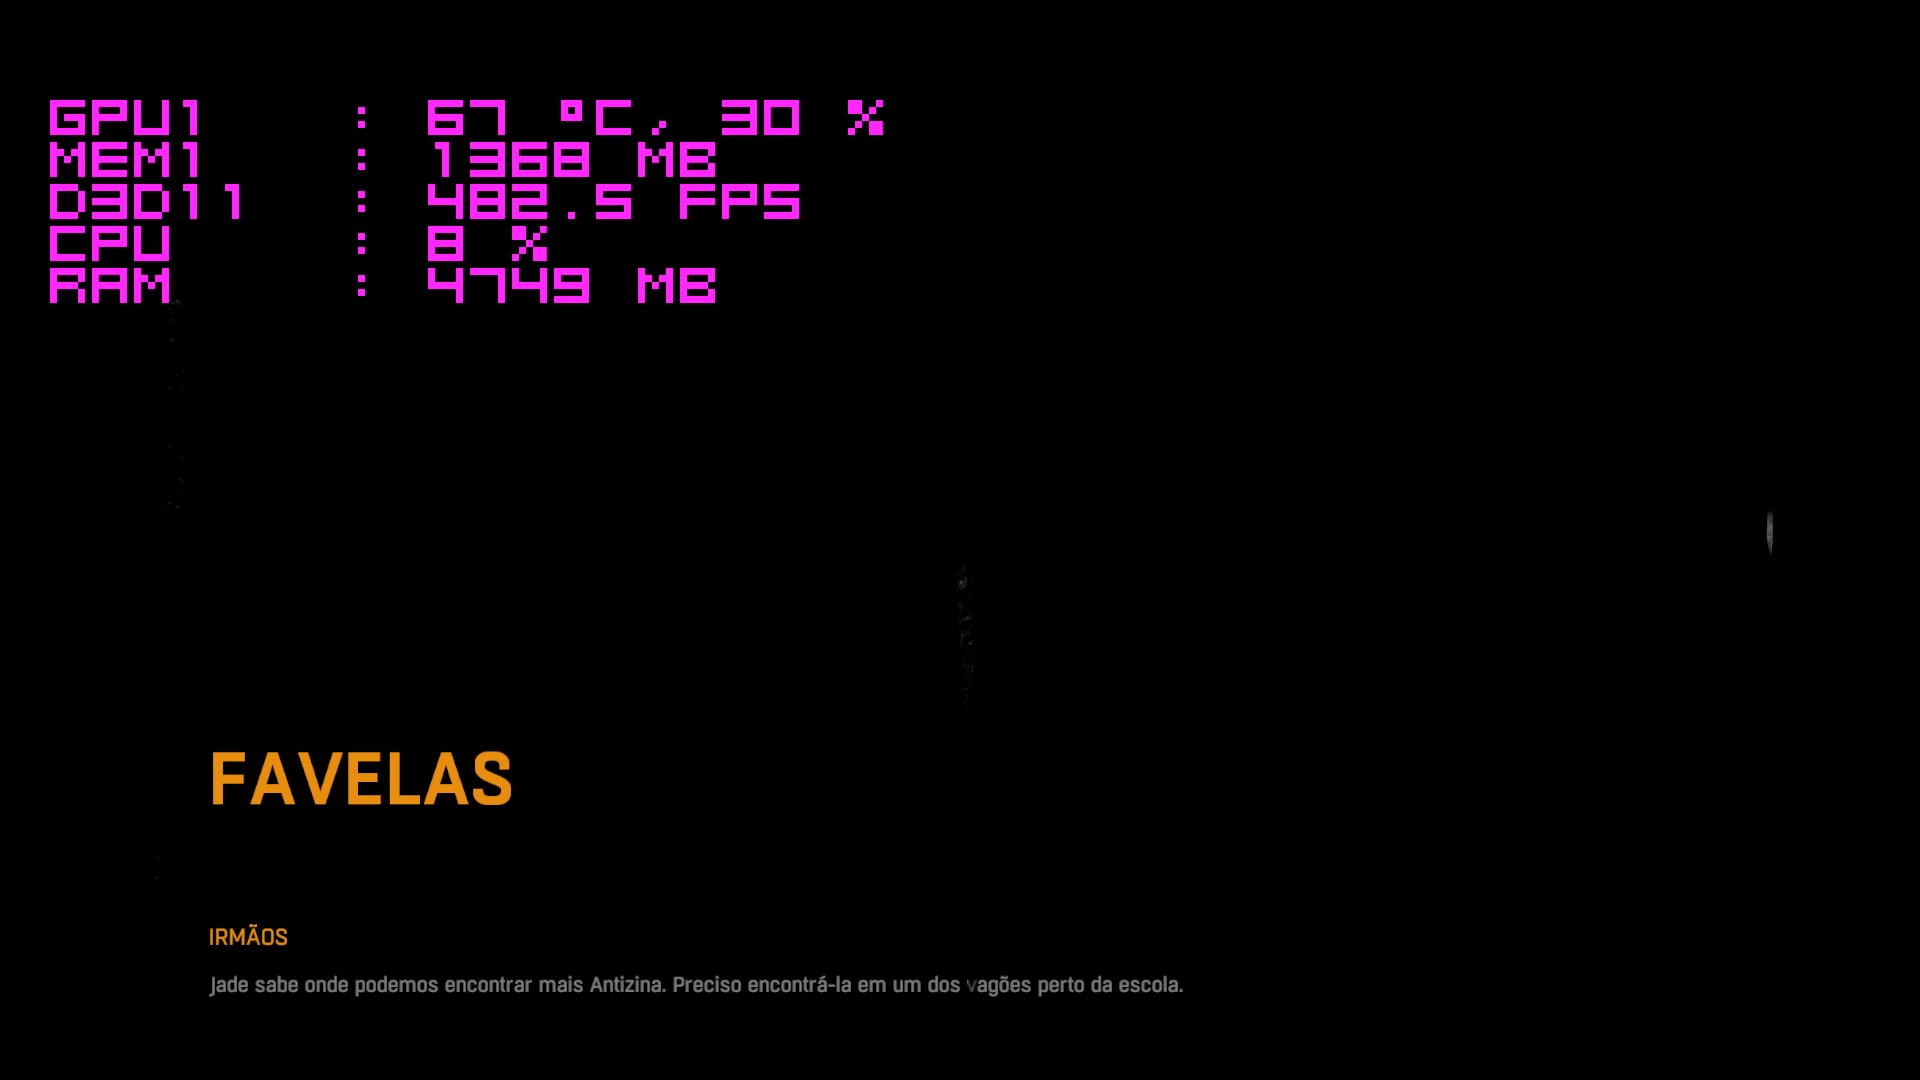 GPU1 : 67 °C, 30 %
MEM1 : 1368 MB
D3D11 : 482.5 FPS
CPU : 8 %
RAM : 4749 MB
FAVELAS
IRMÃOS
Jade sabe onde podemos encontrar mais Antizina. Preciso encontrá-la em um dos vagões perto da escola.